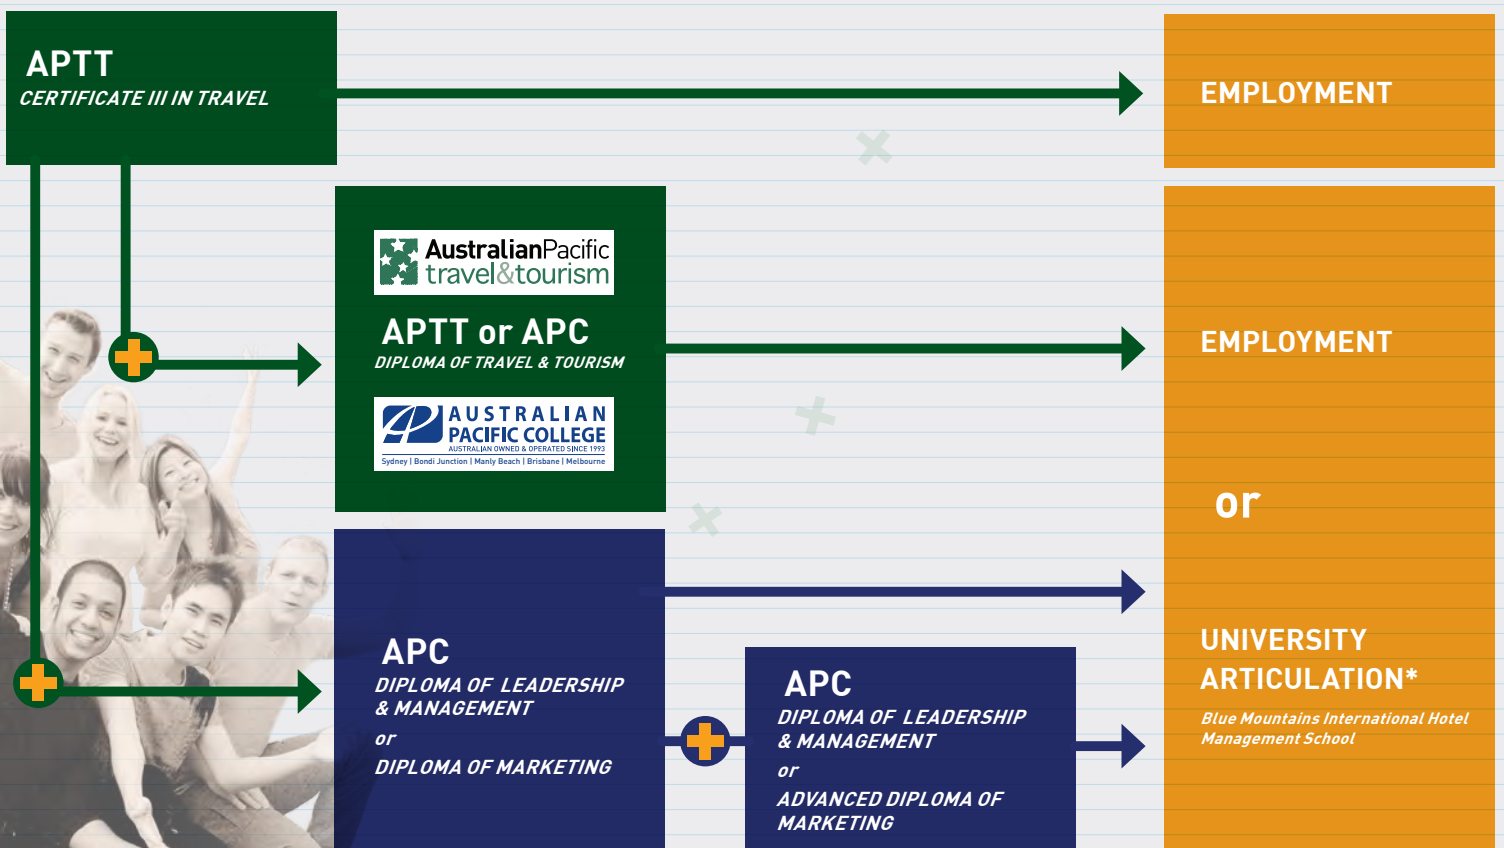 APTT
CERTIFICATE III IN TRAVEL
EMPLOYMENT
AustralianPacific
travel&tourism
APTT or APC
DIPLOMA OF TRAVEL & TOURISM
AUSTRALIAN
PACIFIC COLLEGE
AUSTRALIAN OWNED & OPERATED SINCE 1993
Sydney | Bondi Junction | Manly Beach | Brisbane | Melbourne
EMPLOYMENT
or
UNIVERSITY
ARTICULATION*
Blue Mountains International Hotel
Management School
APC
DIPLOMA OF LEADERSHIP
& MANAGEMENT
or
DIPLOMA OF MARKETING
APC
DIPLOMA OF LEADERSHIP
& MANAGEMENT
or
ADVANCED DIPLOMA OF
MARKETING